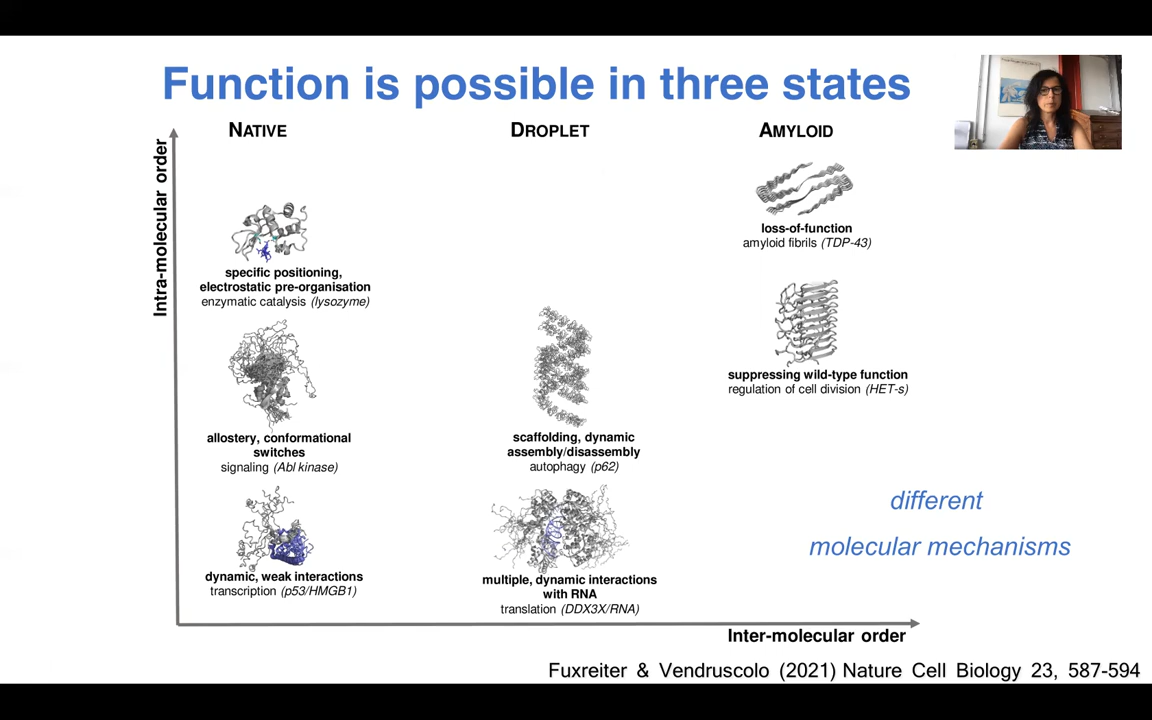 Function is possible in three states
NATIVE
DROPLET
AMYLOID
Intra-molecular order
specific positioning,
electrostatic pre-organisation
enzymatic catalysis (lysozyme)
allostery, conformational
switches
signaling (Abl kinase)
dynamic, weak interactions
transcription (p53/HMGB1)
scaffolding, dynamic
assembly/disassembly
autophagy (p62)
multiple, dynamic interactions
with RNA
translation (DDX3X/RNA)
loss-of-function
amyloid fibrils (TDP-43)
suppressing wild-type function
regulation of cell division (HET-s)
different
molecular mechanisms
Inter-molecular order
Fuxreiter & Vendruscolo (2021) Nature Cell Biology 23, 587-594